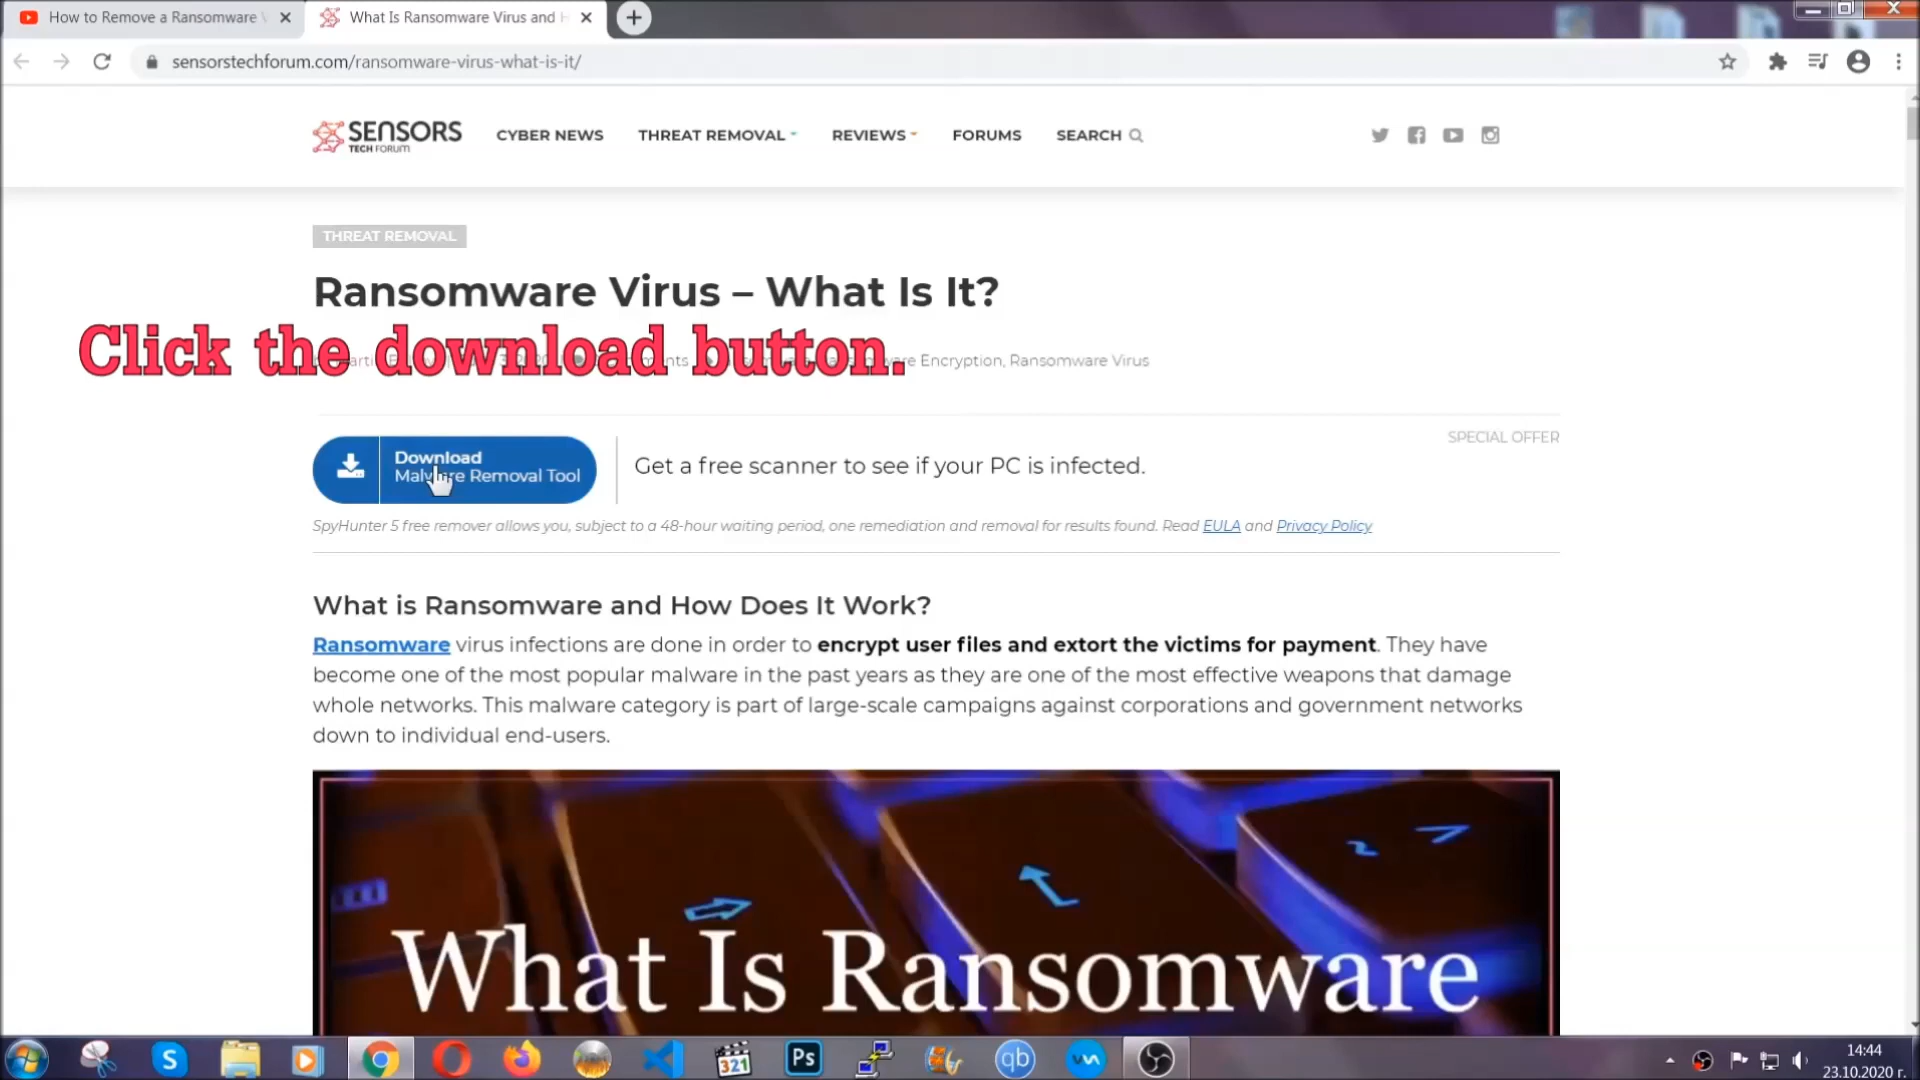 How to Remove a Ransomware V
What Is Ransomware Virus and H
sensorstechforum.com/ransomware-virus-what-is-it/
SENSORS
TECH FORUM
CYBER NEWS
THREAT REMOVAL
REVIEWS
FORUMS
SEARCH
THREAT REMOVAL
Ransomware Virus – What Is It?
Click the download button.
Encryption, Ransomware Virus
SPECIAL OFFER
Download
Malware Removal Tool
Get a free scanner to see if your PC is infected.
SpyHunter 5 free remover allows you, subject to a 48-hour waiting period, one remediation and removal for results found. Read EULA and Privacy Policy
What is Ransomware and How Does It Work?
Ransomware virus infections are done in order to encrypt user files and extort the victims for payment. They have
become one of the most popular malware in the past years as they are one of the most effective weapons that damage
whole networks. This malware category is part of large-scale campaigns against corporations and government networks
down to individual end-users.
What Is Ransomware
S
321
Ps
qb
14:44
23.10.2020 г.